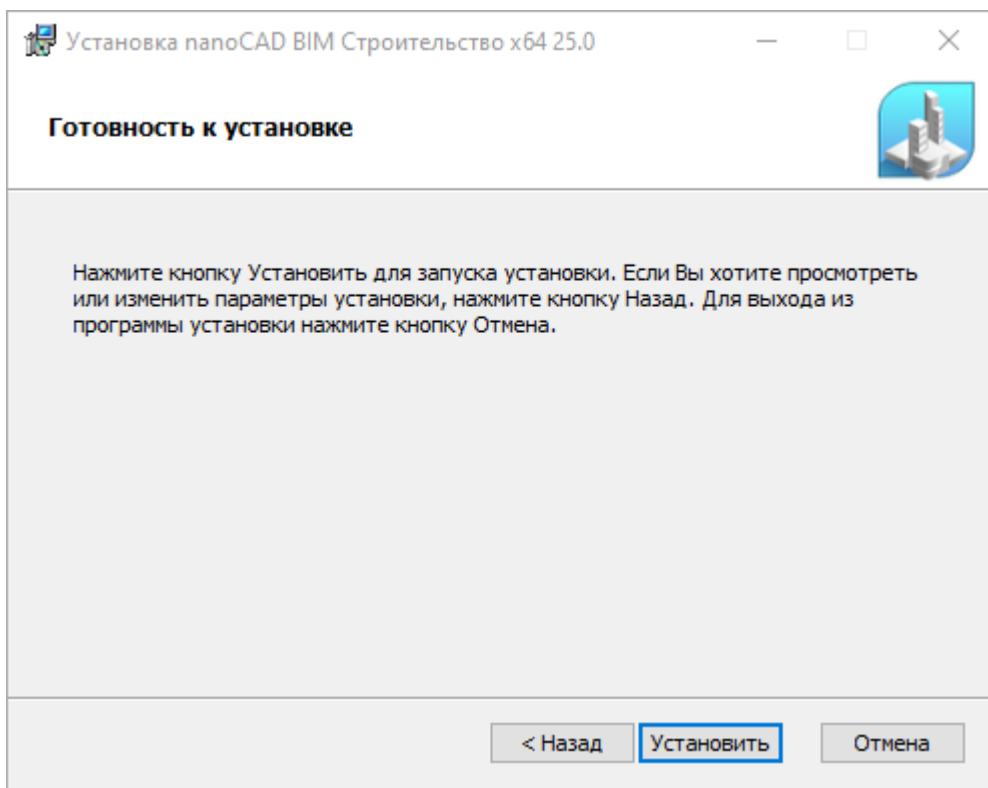 Установка nanoCAD BIM Строительство x64 25.0
Готовность к установке
Нажмите кнопку Установить для запуска установки. Если Вы хотите просмотреть
или изменить параметры установки, нажмите кнопку Назад. Для выхода из
программы установки нажмите кнопку Отмена.
< Назад
Установить
Отмена